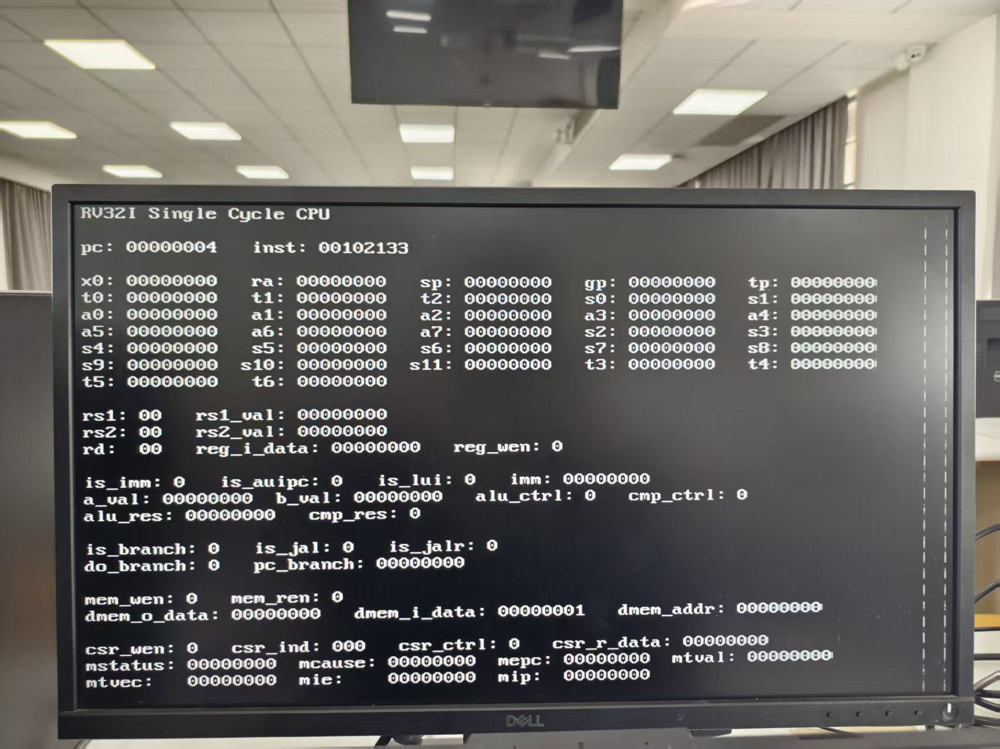 RV32I Single Cycle CPU
pc: 00000004 inst: 00102133
x0: 00000000 ra: 00000000 sp: 00000000 gp: 00000000 tp: 00000000
t0: 00000000 t1: 00000000 t2: 00000000 s0: 00000000 s1: 00000000
a0: 00000000 a1: 00000000 a2: 00000000 a3: 00000000 a4: 00000000
a5: 00000000 a6: 00000000 a7: 00000000 s2: 00000000 s3: 00000000
s4: 00000000 s5: 00000000 s6: 00000000 s7: 00000000 s8: 00000000
s9: 00000000 s10: 00000000 s11: 00000000 t3: 00000000 t4: 00000000
t5: 00000000 t6: 00000000
rs1: 00 rs1_val: 00000000
rs2: 00 rs2_val: 00000000
rd: 00 reg_i_data: 00000000 reg_wen: 0
is_imm: 0 is_auipc: 0 is_lui: 0 imm: 00000000
a_val: 00000000 b_val: 00000000 alu_ctrl: 0 cmp_ctrl: 0
alu_res: 00000000 cmp_res: 0
is_branch: 0 is_jal: 0 is_jalr: 0
do_branch: 0 pc_branch: 00000000
mem_wen: 0 mem_ren: 0
dmem_o_data: 00000000 dmem_i_data: 00000001 dmem_addr: 00000000
csr_wen: 0 csr_ind: 000 csr_ctrl: 0 csr_r_data: 00000000
mstatus: 00000000 mcause: 00000000 mepc: 00000000 mtval: 00000000
mtvec: 00000000 mie: 00000000 mip: 00000000
DELL